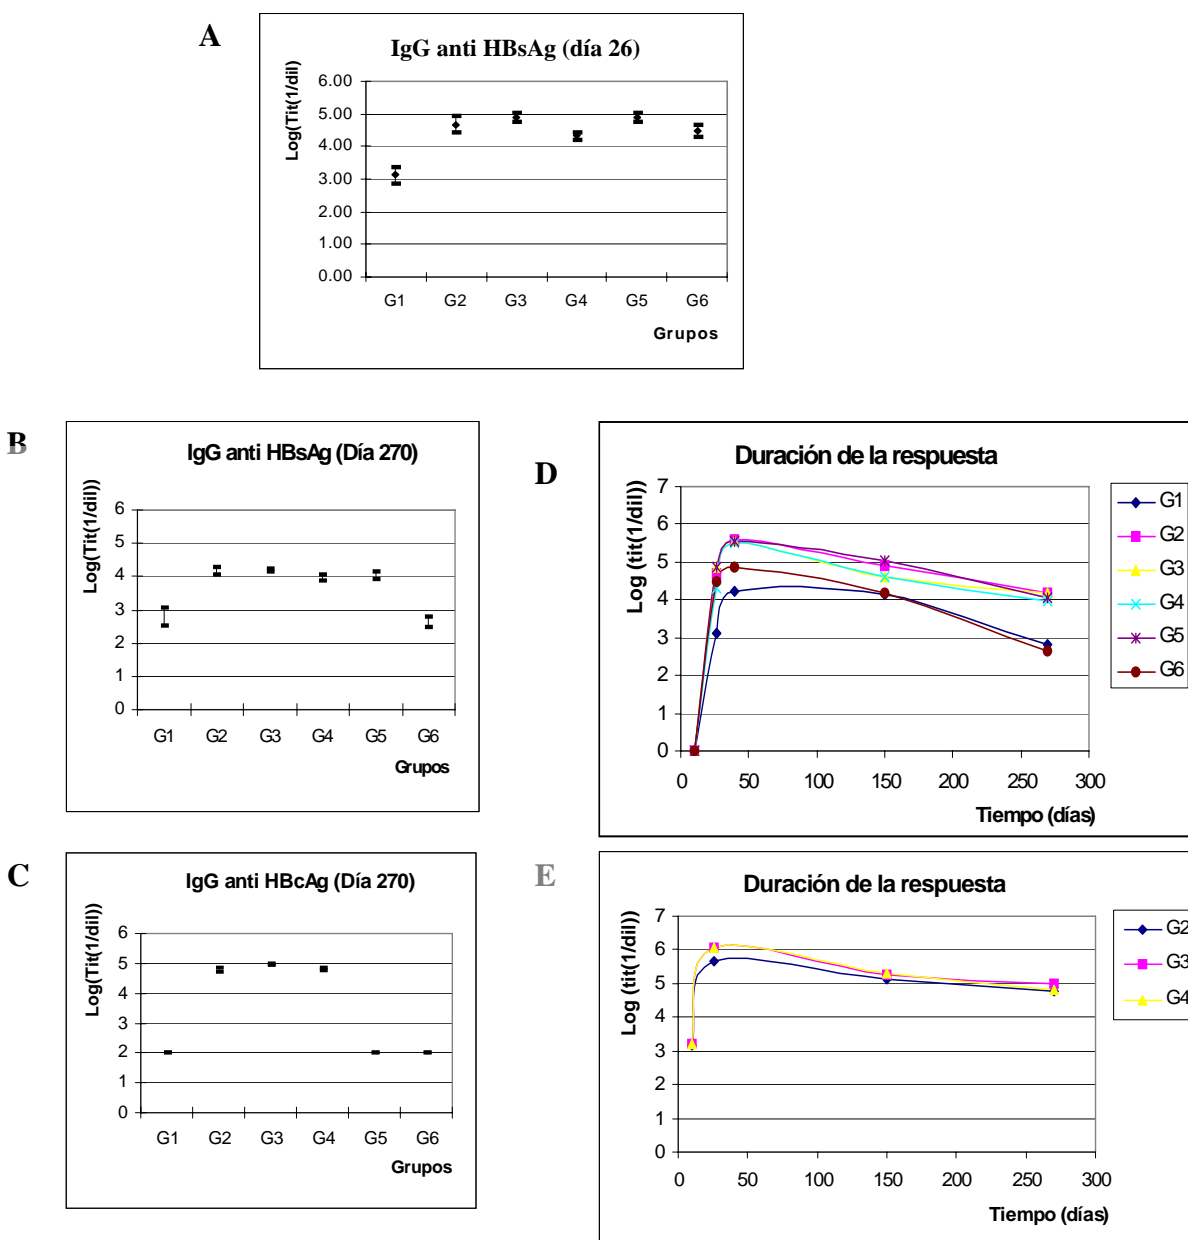 A
IgG anti HBsAg (día 26)
Log(Tit(1/dil)
6.00
5.00
4.00
3.00
2.00
1.00
0.00
G1 G2 G3 G4 G5 G6
Grupos
B
IgG anti HBsAg (Día 270)
Log(Tit(1/dil))
6
5
4
3
2
1
0
G1 G2 G3 G4 G5 G6
Grupos
D
Duración de la respuesta
Log (tit(1/dil))
7
6
5
4
3
2
1
0
0 50 100 150 200 250 300
Tiempo (días)
G1
G2
G3
G4
G5
G6
C
IgG anti HBcAg (Día 270)
Log(Tit(1/dil))
6
5
4
3
2
1
0
G1 G2 G3 G4 G5 G6
Grupos
E
Duración de la respuesta
Log (tit(1/dil))
7
6
5
4
3
2
1
0
0 50 100 150 200 250 300
Tiempo (días)
G2
G3
G4